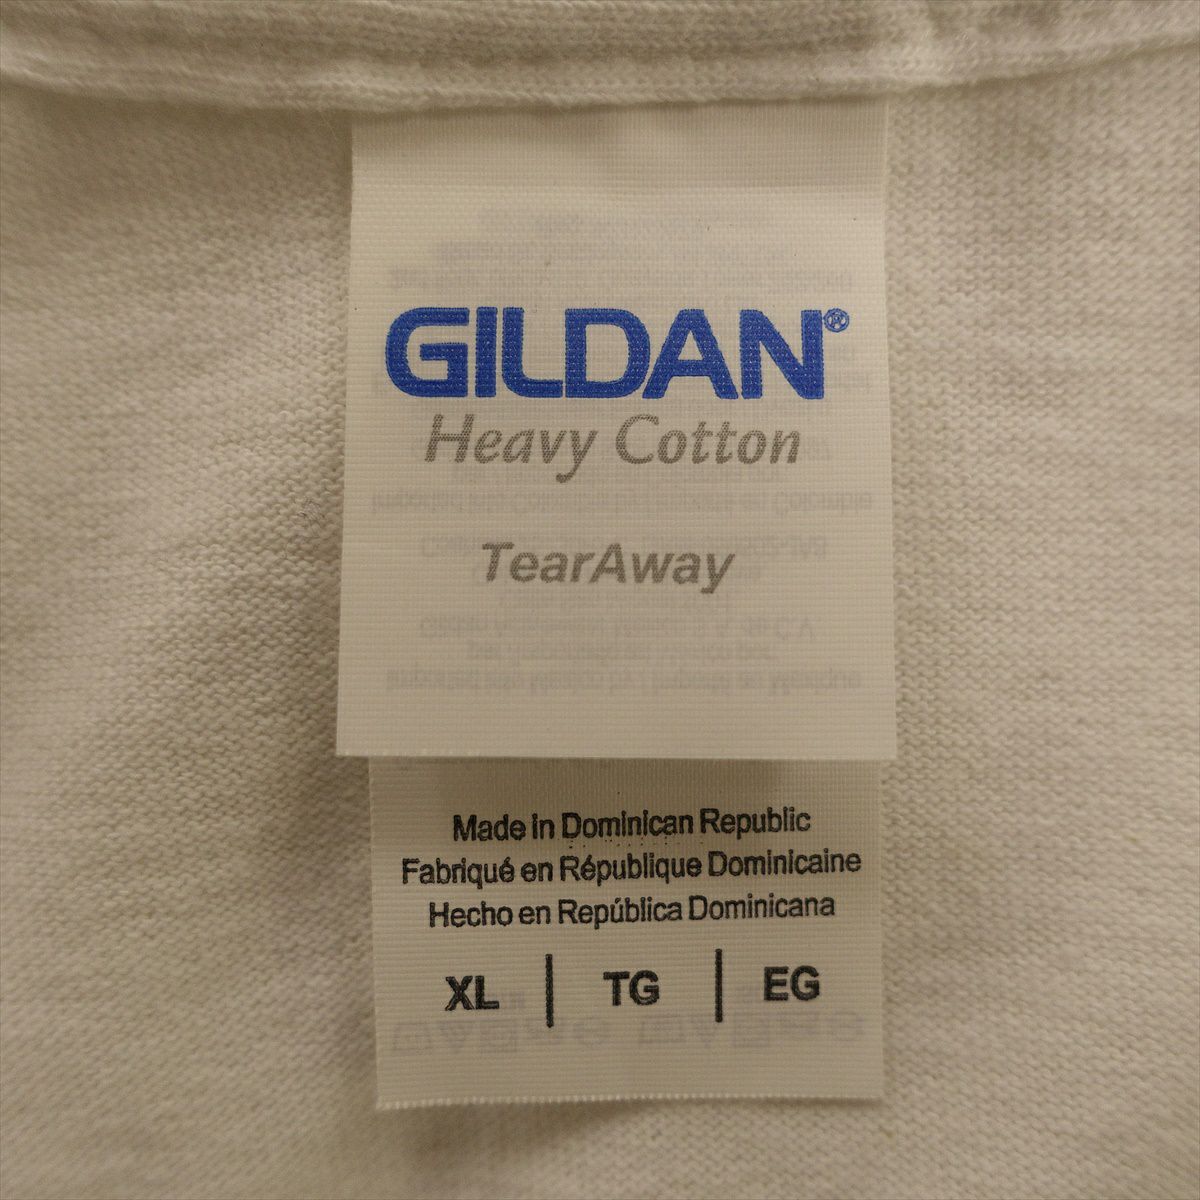 GILDAN®
Heavy Cotton
TearAway
Made in Dominican Republic
Fabriqué en République Dominicaine
Hecho en República Dominicana
XL | TG | EG